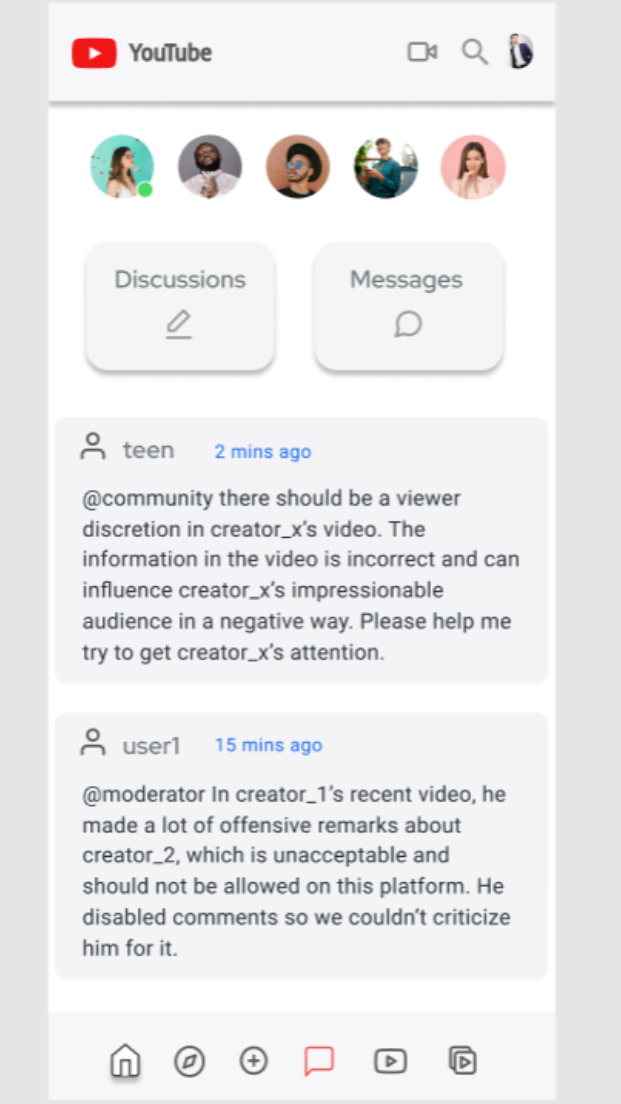 YouTube
Discussions
Messages
teen
2 mins ago
@community there should be a viewer
discretion in creator_x's video. The
information in the video is incorrect and can
influence creator_x's impressionable
audience in a negative way. Please help me
try to get creator_x's attention.
user1
15 mins ago
@moderator In creator_1's recent video, he
made a lot of offensive remarks about
creator_2, which is unacceptable and
should not be allowed on this platform. He
disabled comments so we couldn't criticize
him for it.